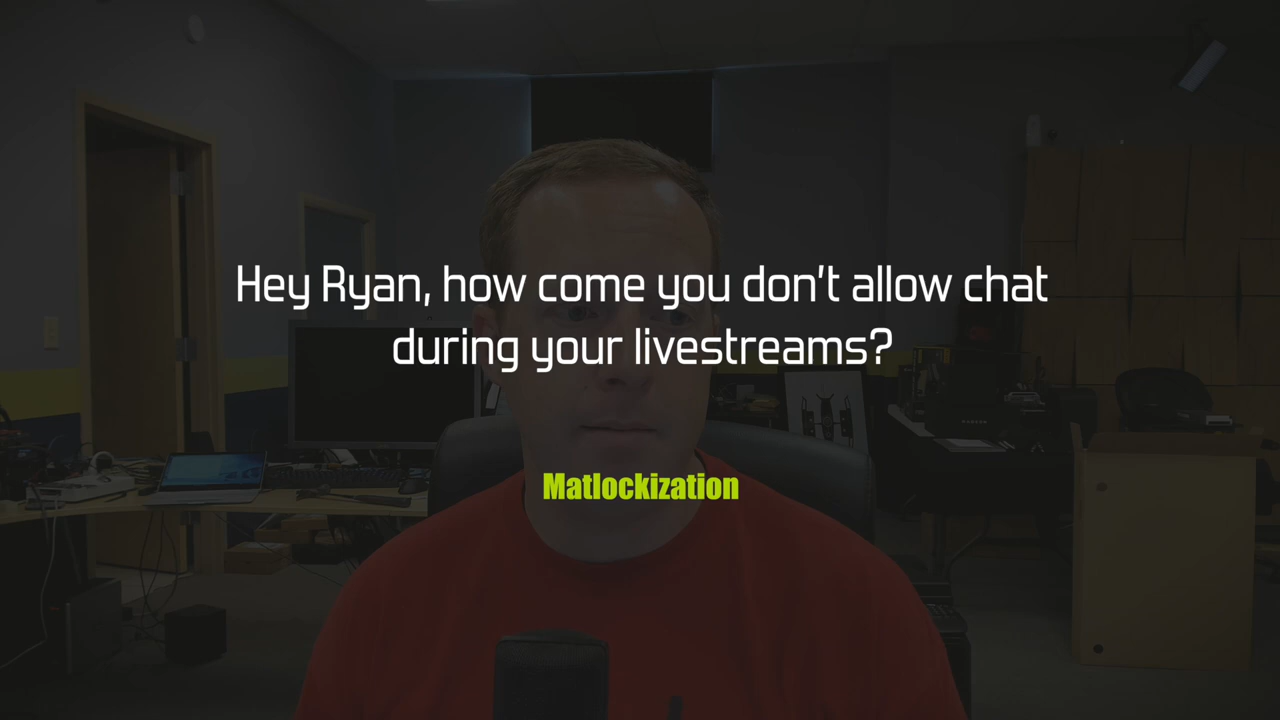 Hey Ryan, how come you don't allow chat
during your livestreams?
Matlockization